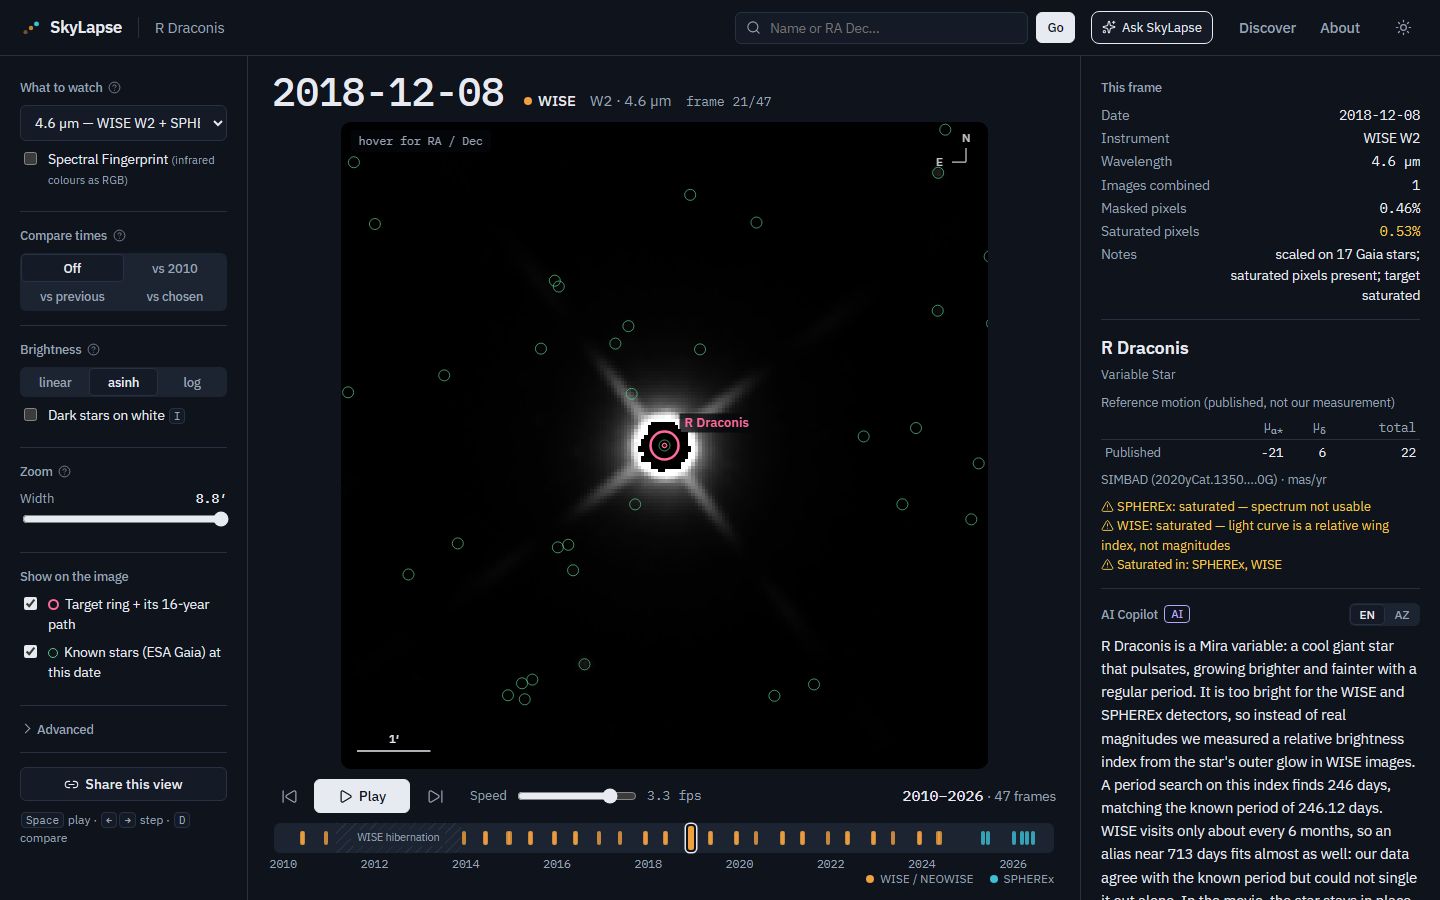 SkyLapse
R Draconis
Name or RA Dec...
Go
Ask SkyLapse
Discover
About
What to watch
4.6 µm — WISE W2 + SPHE
Spectral Fingerprint (infrared
colours as RGB)
Compare times
Off
vs 2010
vs previous
vs chosen
Brightness
linear
asinh
log
Dark stars on white I
Zoom
Width 8.8′
Show on the image
Target ring + its 16-year
path
Known stars (ESA Gaia) at
this date
Advanced
Share this view
Space play · ← → step · D
compare
2018-12-08
WISE W2 · 4.6 µm frame 21/47
hover for RA / Dec
N
E
R Draconis
1′
Play
Speed
3.3 fps
2010–2026 · 47 frames
WISE hibernation
2010 2012 2014 2016 2018 2020 2022 2024 2026
WISE / NEOWISE SPHEREx
This frame
Date 2018-12-08
Instrument WISE W2
Wavelength 4.6 µm
Images combined 1
Masked pixels 0.46%
Saturated pixels 0.53%
Notes scaled on 17 Gaia stars;
saturated pixels present; target
saturated
R Draconis
Variable Star
Reference motion (published, not our measurement)
µα* µδ total
Published -21 6 22
SIMBAD (2020yCat.1350....0G) · mas/yr
⚠ SPHEREx: saturated — spectrum not usable
⚠ WISE: saturated — light curve is a relative wing
index, not magnitudes
⚠ Saturated in: SPHEREx, WISE
AI Copilot AI
EN AZ
R Draconis is a Mira variable: a cool giant star
that pulsates, growing brighter and fainter with a
regular period. It is too bright for the WISE and
SPHEREx detectors, so instead of real
magnitudes we measured a relative brightness
index from the star's outer glow in WISE images.
A period search on this index finds 246 days,
matching the known period of 246.12 days.
WISE visits only about every 6 months, so an
alias near 713 days fits almost as well: our data
agree with the known period but could not single
it out alone. In the movie, the star stays in place